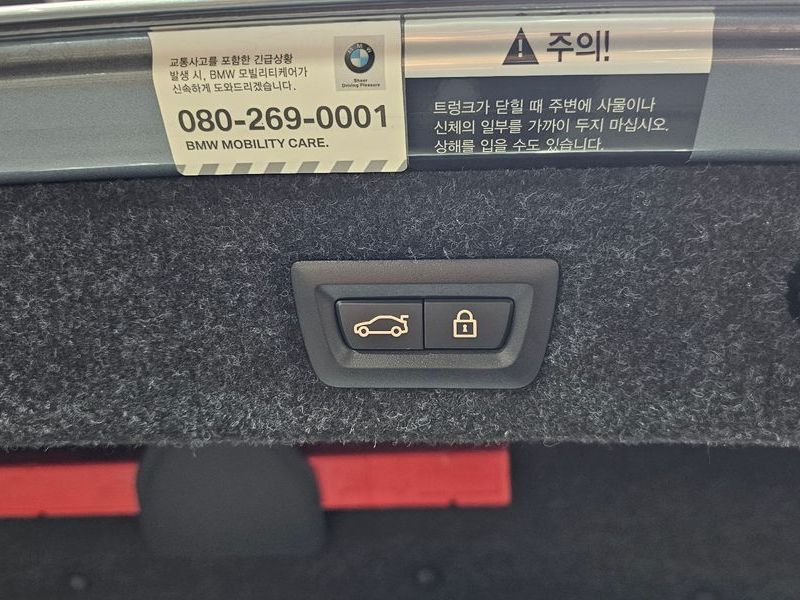 교통사고를 포함한 긴급상황
발생 시, BMW 모빌리티케어가
신속하게 도와드리겠습니다.
BMW
Sheer
Driving Pleasure
080-269-0001
BMW MOBILITY CARE.
주의!
트렁크가 닫힐 때 주변에 사물이나
신체의 일부를 가까이 두지 마십시오.
상해를 입을 수도 있습니다.